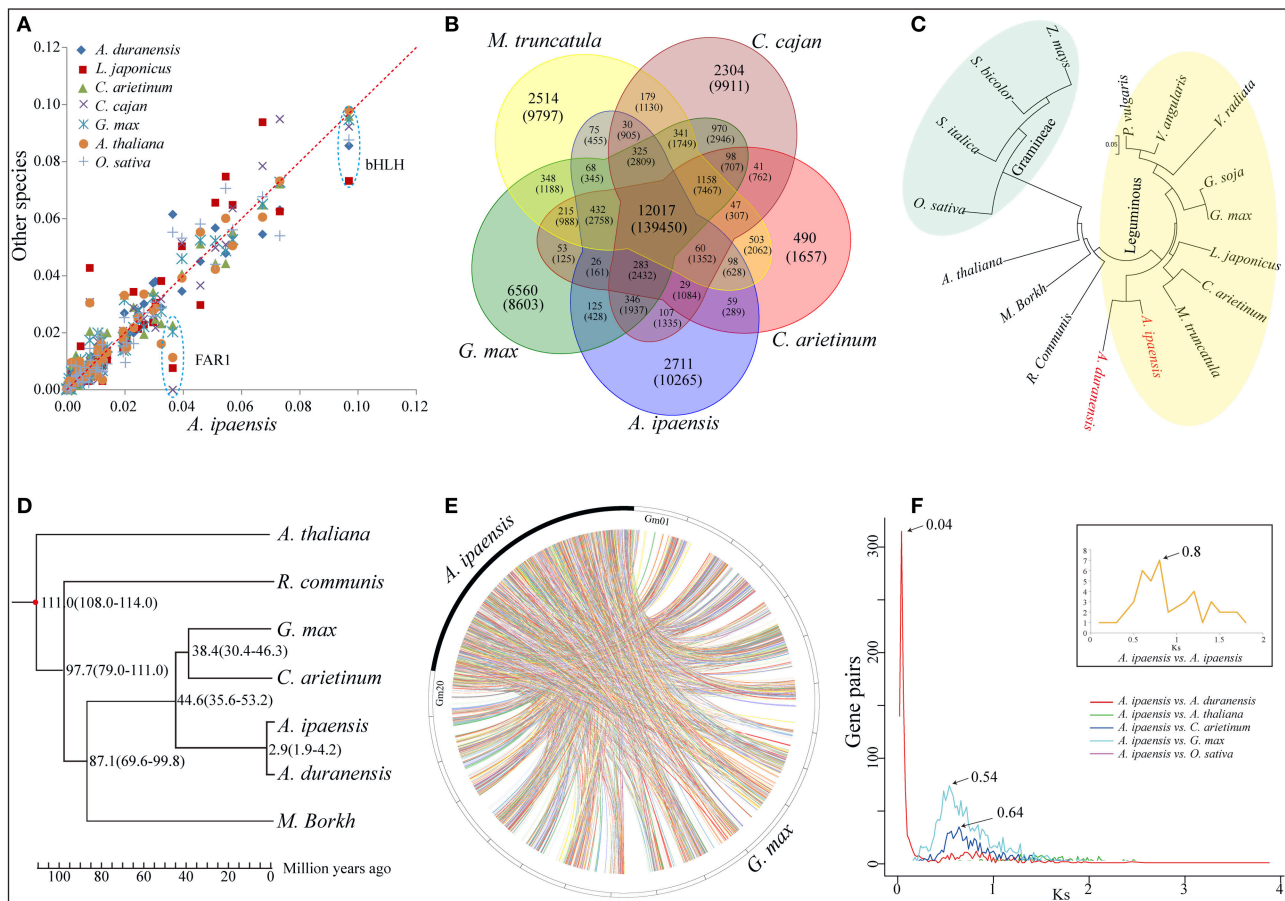 A
0.12
0.10
0.08
0.06
0.04
0.02
0.00
Other species
A. duranensis
L. japonicus
C. arietinum
C. cajan
G. max
A. thaliana
O. sativa
bHLH
FAR1
0.00
0.02
0.04
0.06
0.08
0.10
0.12
A. ipaensis
B
M. truncatula
C. cajan
2514
(9797)
2304
(9911)
179
(1130)
75
(455)
30
(905)
341
(1749)
970
(2946)
325
(2809)
98
(707)
41
(762)
348
(1188)
68
(345)
1158
(7467)
215
(988)
432
(2758)
12017
(139450)
47
(307)
490
(1657)
503
(2062)
53
(125)
60
(1352)
98
(628)
26
(161)
283
(2432)
29
(1084)
6560
(8603)
125
(428)
346
(1937)
107
(1335)
59
(289)
G. max
C. arietinum
2711
(10265)
A. ipaensis
C
Z. mays
S. bicolor
S. italica
O. sativa
Gramineae
P. vulgaris
V. angularis
V. radiata
0.05
G. soja
G. max
Leguminous
L. japonicus
C. arietinum
M. truncatula
A. ipaensis
A. duranensis
R. Communis
M. Borkh
A. thaliana
D
A. thaliana
R. communis
111.0(108.0-114.0)
G. max
38.4(30.4-46.3)
97.7(79.0-111.0)
C. arietinum
44.6(35.6-53.2)
A. ipaensis
2.9(1.9-4.2)
87.1(69.6-99.8)
A. duranensis
M. Borkh
Million years ago
100 80 60 40 20 0
E
A. ipaensis
Gm01
Gm20
G. max
F
0.04
300
200
100
0
Gene pairs
8
7
6
5
4
3
2
1
0.8
0 0.5 1 1.5 2
Ks
A. ipaensis vs. A. ipaensis
A. ipaensis vs A. duranensis
A. ipaensis vs A. thaliana
A. ipaensis vs C. arietinum
A. ipaensis vs G. max
A. ipaensis vs O. sativa
0.54
0.64
0 1 2 3 4
Ks